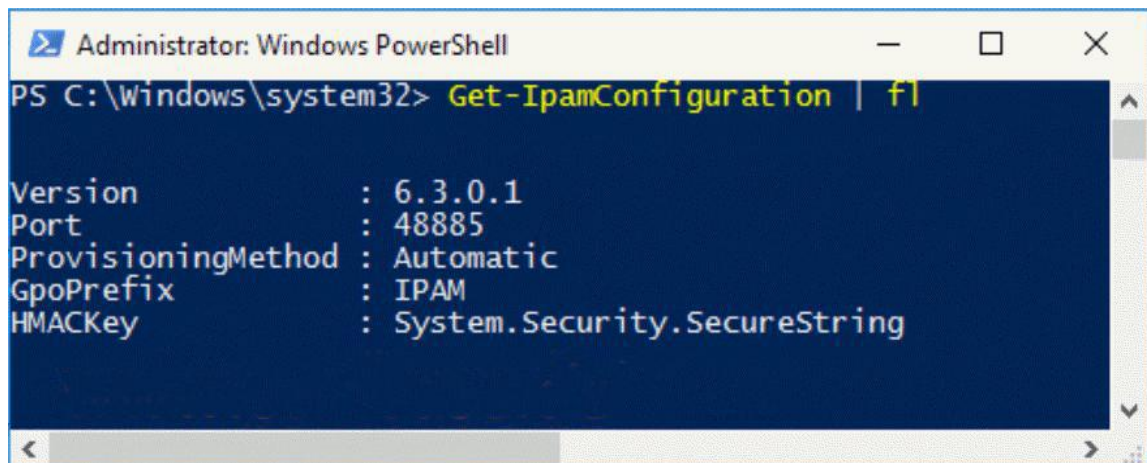 Administrator: Windows PowerShell
PS C:\Windows\system32> Get-IpamConfiguration | fl
Version : 6.3.0.1
Port : 48885
ProvisioningMethod : Automatic
GpoPrefix : IPAM
HMACKey : System.Security.SecureString